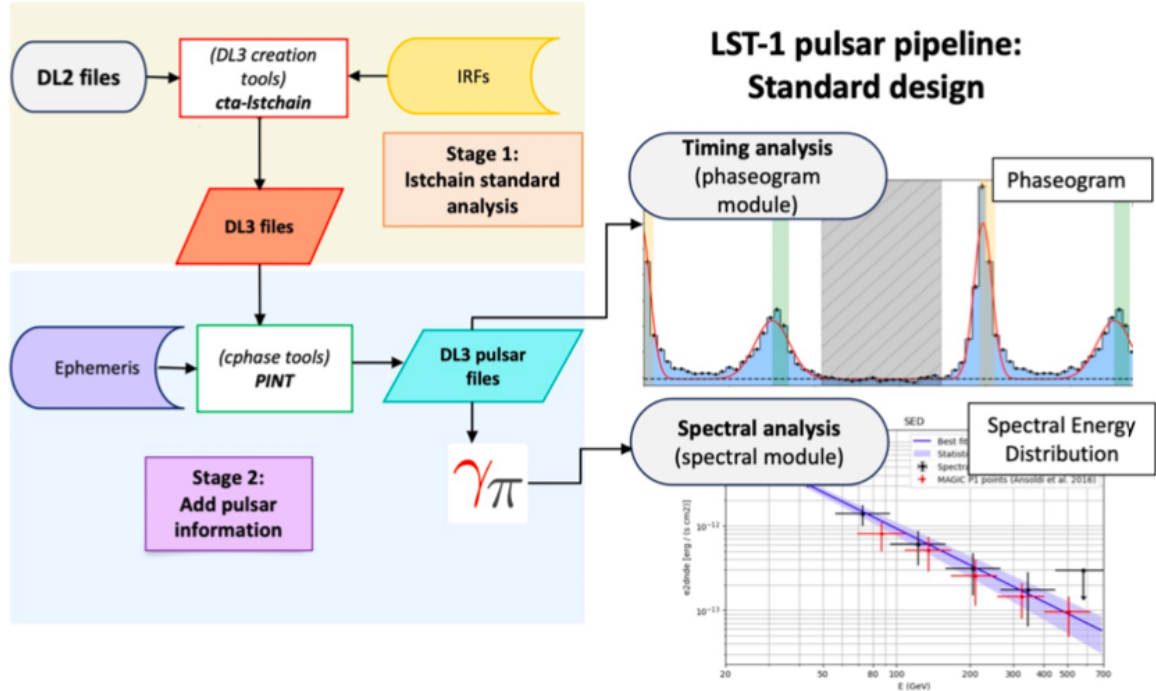 LST-1 pulsar pipeline:
Standard design
DL2 files
(DL3 creation
tools)
cta-lstchain
IRFs
Stage 1:
lstchain standard
analysis
DL3 files
Ephemeris
(cphase tools)
PINT
DL3 pulsar
files
Stage 2:
Add pulsar
information
γπ
Timing analysis
(phaseogram
module)
Phaseogram
Spectral analysis
(spectral module)
Spectral Energy
Distribution
SED
Best fit
Statistic
Spectra
MAGIC P1 points (Ansoldi et al. 2016)
e2dnde [erg / (s cm2)]
10⁻¹²
10⁻¹³
20 50 80 100 200 300 400 500 700
E (GeV)